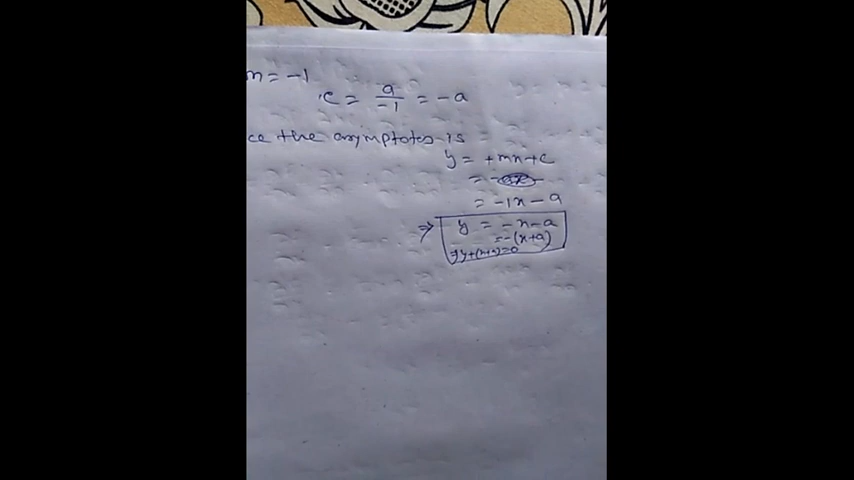 m = -1
c = a/-1 = -a
ce the asymptotes is
y = +mx+c
=
= -1x - a
⇒ y = -x-a
= -(x+a)
⇒ y+(x+a)=0